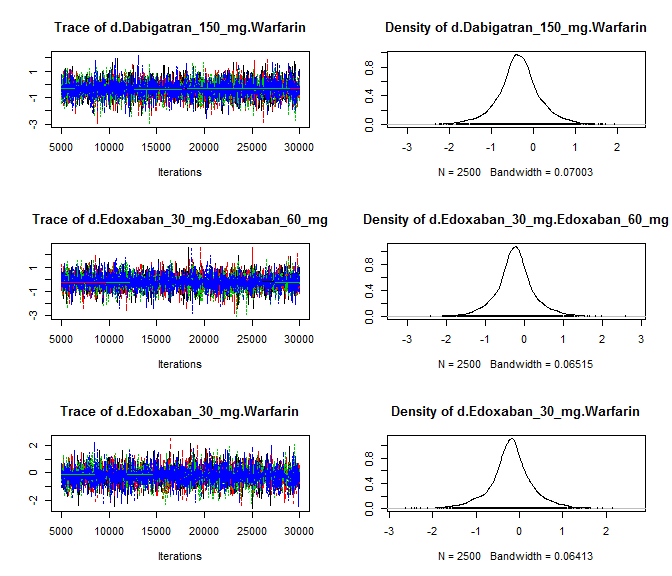 Trace of d.Dabigatran_150_mg.Warfarin
1
-1
-3
5000 10000 15000 20000 25000 30000
Iterations
Density of d.Dabigatran_150_mg.Warfarin
0.8
0.4
0.0
-3 -2 -1 0 1 2
N = 2500 Bandwidth = 0.07003
Trace of d.Edoxaban_30_mg.Edoxaban_60_mg
1
-1
-3
5000 10000 15000 20000 25000 30000
Iterations
Density of d.Edoxaban_30_mg.Edoxaban_60_mg
0.8
0.4
0.0
-3 -2 -1 0 1 2 3
N = 2500 Bandwidth = 0.06515
Trace of d.Edoxaban_30_mg.Warfarin
2
0
-2
5000 10000 15000 20000 25000 30000
Iterations
Density of d.Edoxaban_30_mg.Warfarin
0.8
0.4
0.0
-3 -2 -1 0 1 2
N = 2500 Bandwidth = 0.06413